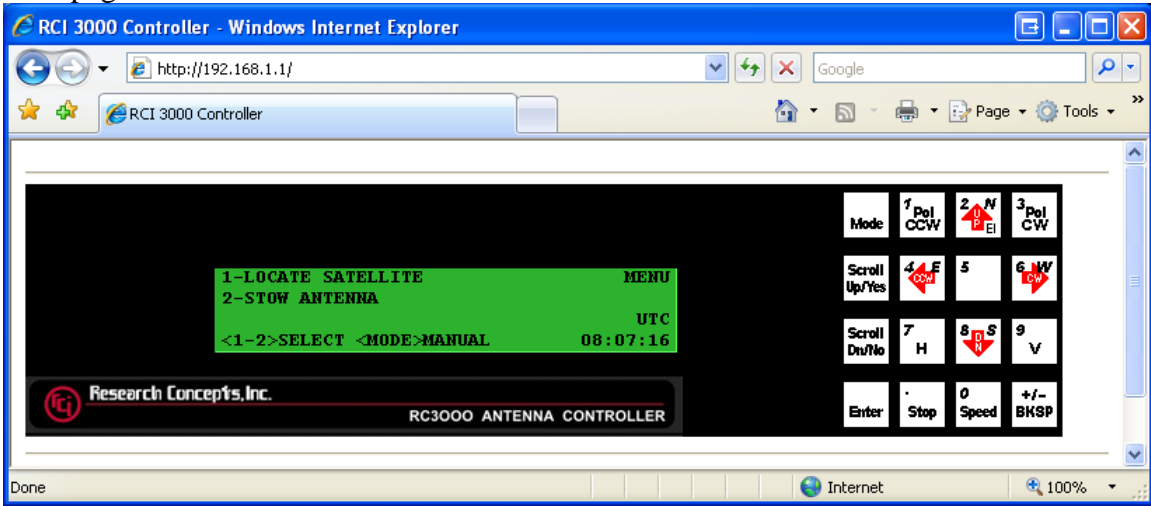 RCI 3000 Controller - Windows Internet Explorer
http://192.168.1.1/
Google
RCI 3000 Controller
Page
Tools
1-LOCATE SATELLITE MENU
2-STOW ANTENNA
UTC
<1-2>SELECT <MODE>MANUAL 08:07:16
Mode
1 Pol CCW
2 N UP El
3 Pol CW
Scroll Up/Yes
4 E CCW
5
6 W CW
Scroll Dn/No
7 H
8 S DN
9 V
Enter
. Stop
0 Speed
+/- BKSP
rci Research Concepts, Inc.
RC3000 ANTENNA CONTROLLER
Done
Internet
100%